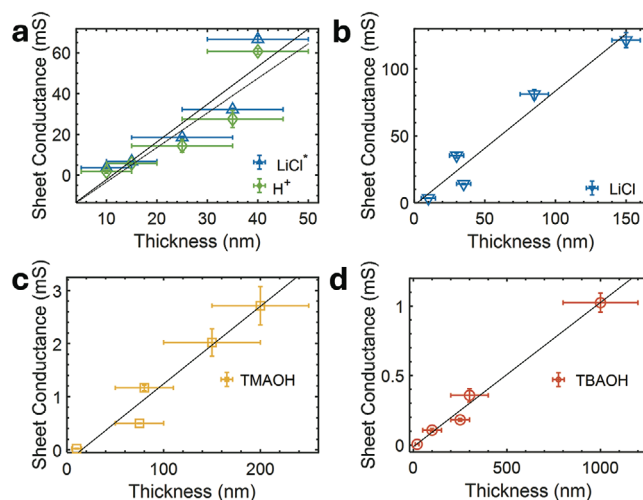 a
Sheet Conductance (mS)
60
40
20
0
10
20
30
40
50
Thickness (nm)
LiCl*
H+
b
Sheet Conductance (mS)
100
50
0
0
50
100
150
Thickness (nm)
LiCl
c
Sheet Conductance (mS)
3
2
1
0
0
100
200
Thickness (nm)
TMAOH
d
Sheet Conductance (mS)
1
0.5
0
0
500
1000
Thickness (nm)
TBAOH